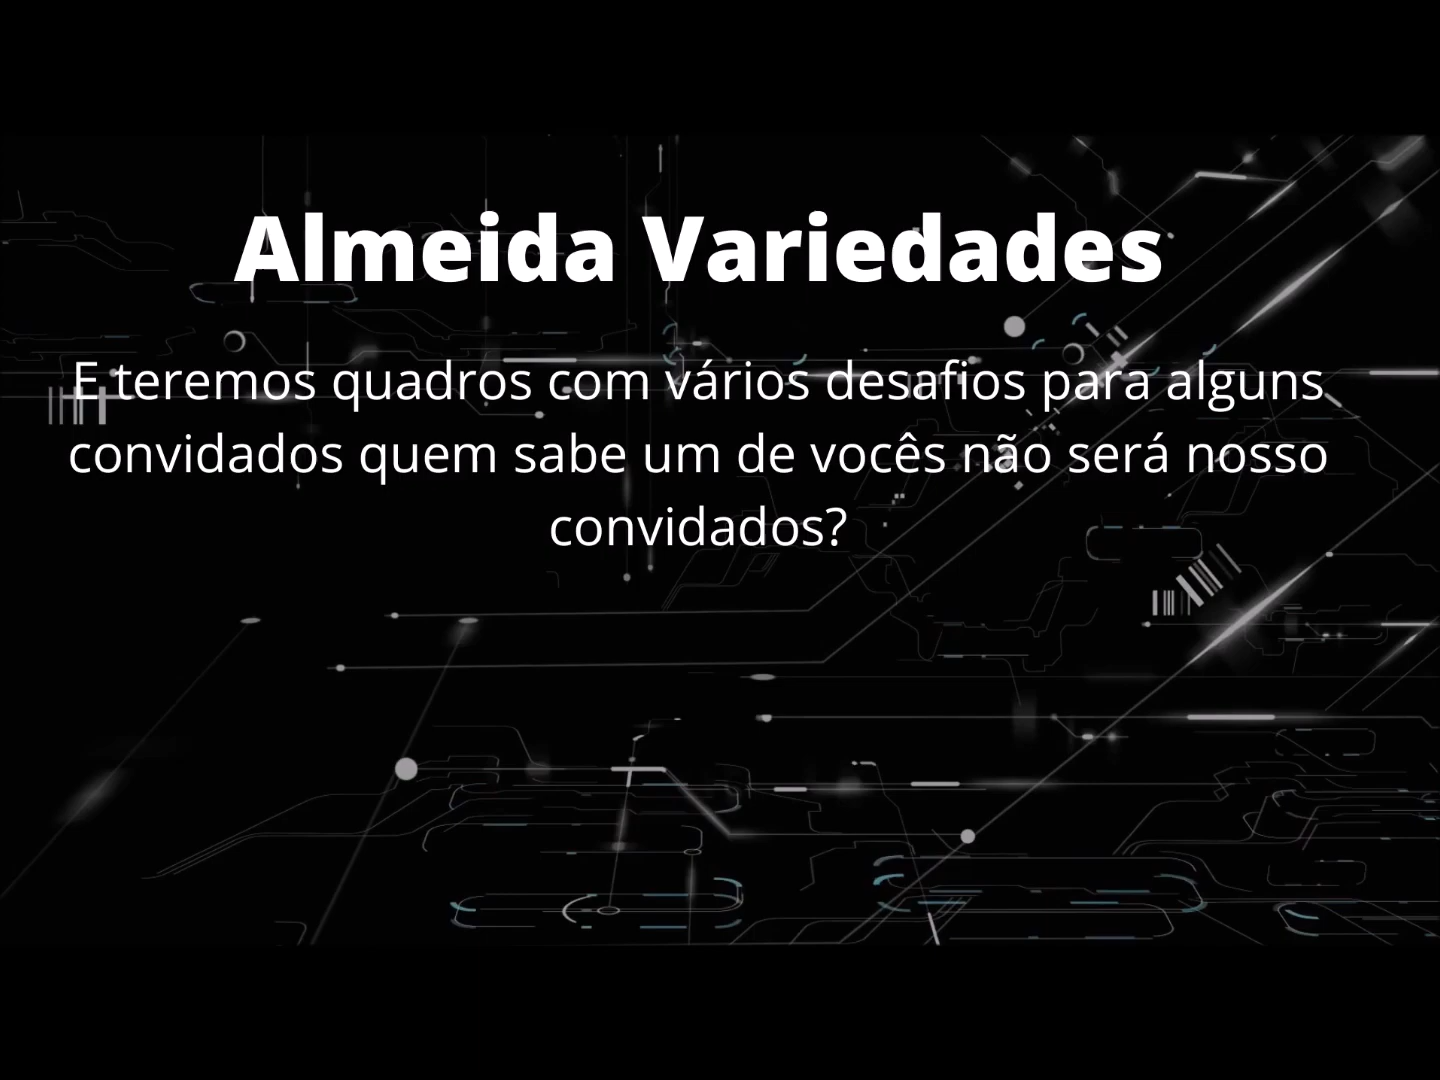 Almeida Variedades
E teremos quadros com vários desafios para alguns
convidados quem sabe um de vocês não será nosso
convidados?